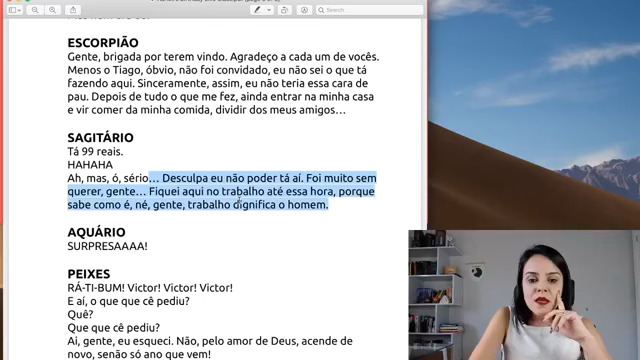 ESCORPIÃO
Gente, brigada por terem vindo. Agradeço a cada um de vocês.
Menos o Tiago, óbvio, não foi convidado, eu não sei o que tá
fazendo aqui. Sinceramente, assim, eu não teria essa cara de
pau. Depois de tudo o que me fez, ainda entrar na minha casa
e vir comer da minha comida, dividir dos meus amigos...
SAGITÁRIO
Tá 99 reais.
HAHAHA
Ah, mas, ó, sério... Desculpa eu não poder tá aí. Foi muito sem
querer, gente... Fiquei aqui no trabalho até essa hora, porque
sabe como é, né, gente, trabalho dignifica o homem.
AQUÁRIO
SURPRESAAAA!
PEIXES
RÁ-TI-BUM! Victor! Victor! Victor!
E aí, o que que cê pediu?
Quê?
Que que cê pediu?
Ai, gente, eu esqueci. Não, pelo amor de Deus, acende de
novo, senão só ano que vem!
Search